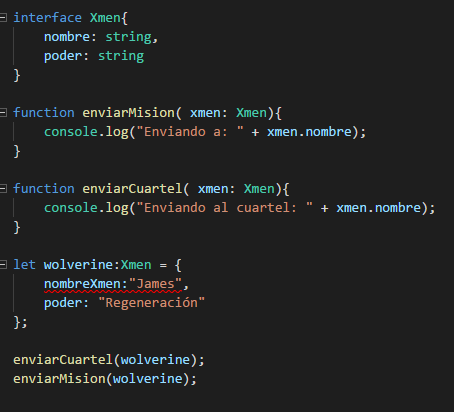 interface Xmen{
nombre: string,
poder: string
}
function enviarMision( xmen: Xmen){
console.log("Enviando a: " + xmen.nombre);
}
function enviarCuartel( xmen: Xmen){
console.log("Enviando al cuartel: " + xmen.nombre);
}
let wolverine:Xmen = {
nombreXmen:"James",
poder: "Regeneración"
};
enviarCuartel(wolverine);
enviarMision(wolverine);